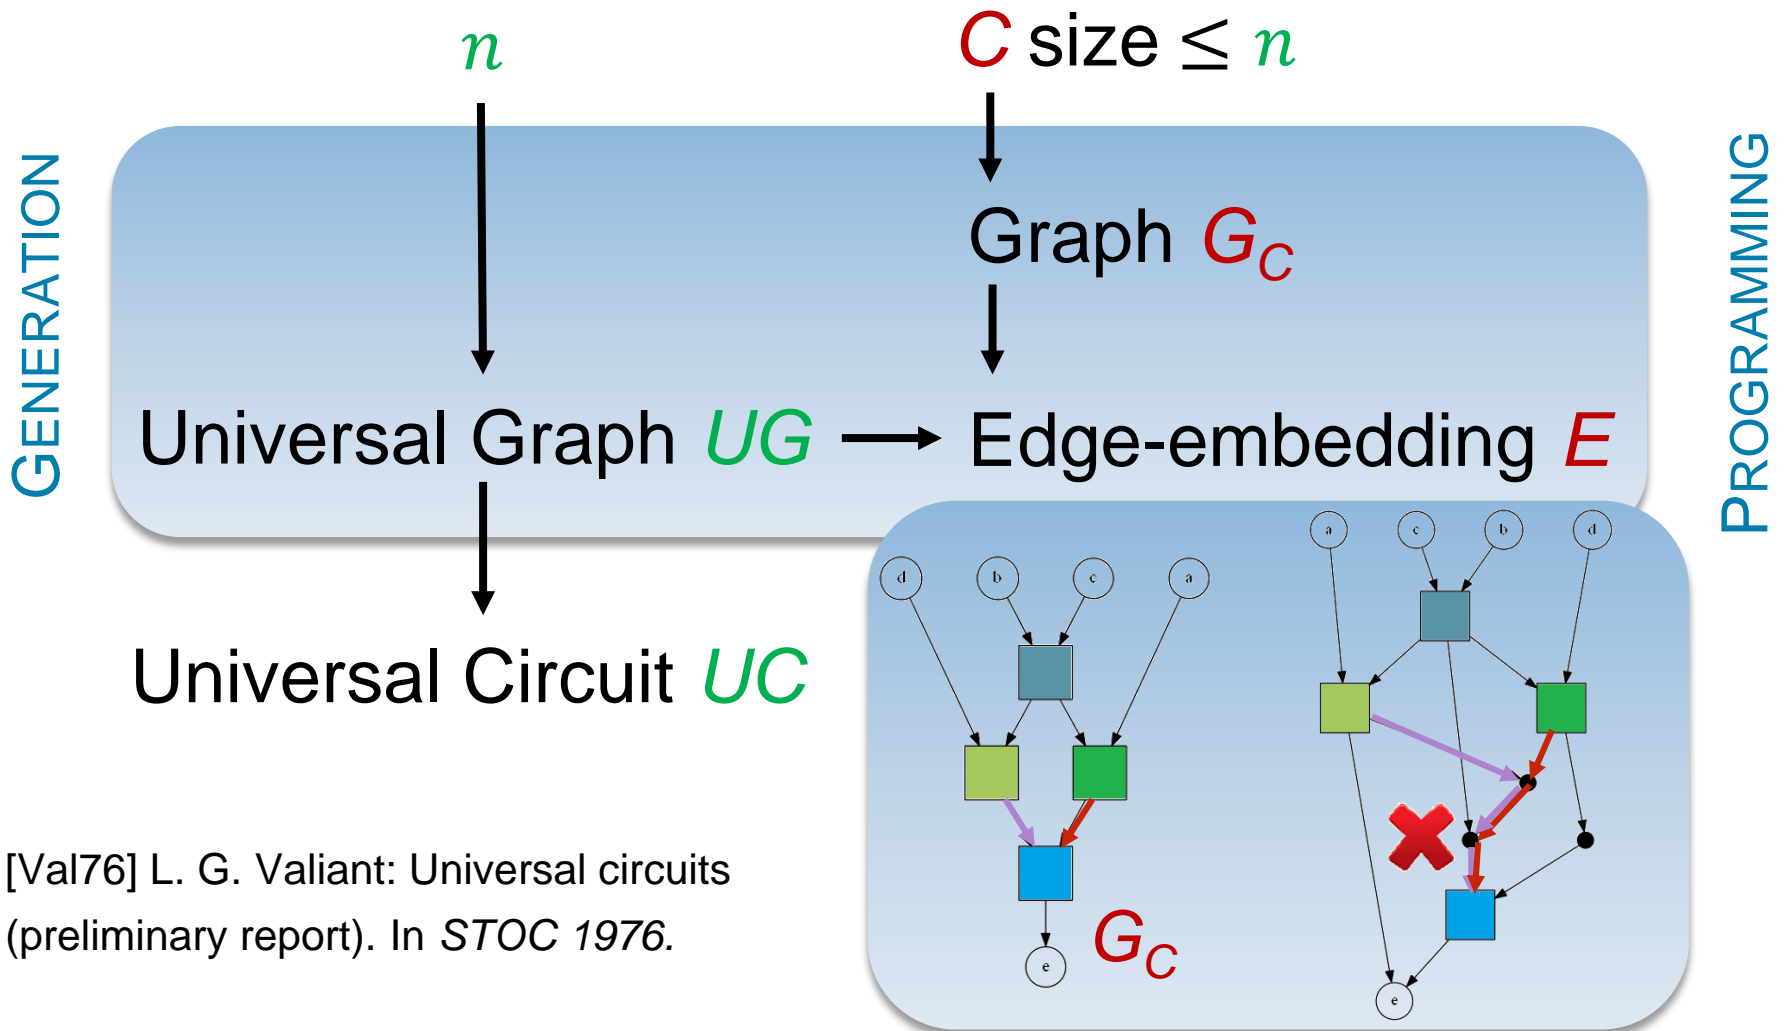 n
C size ≤ n
GENERATION
PROGRAMMING
Graph G_C
Universal Graph UG
Edge-embedding E
Universal Circuit UC
a c b d
d b c a
e
G_C
e
[Val76] L. G. Valiant: Universal circuits
(preliminary report). In STOC 1976.